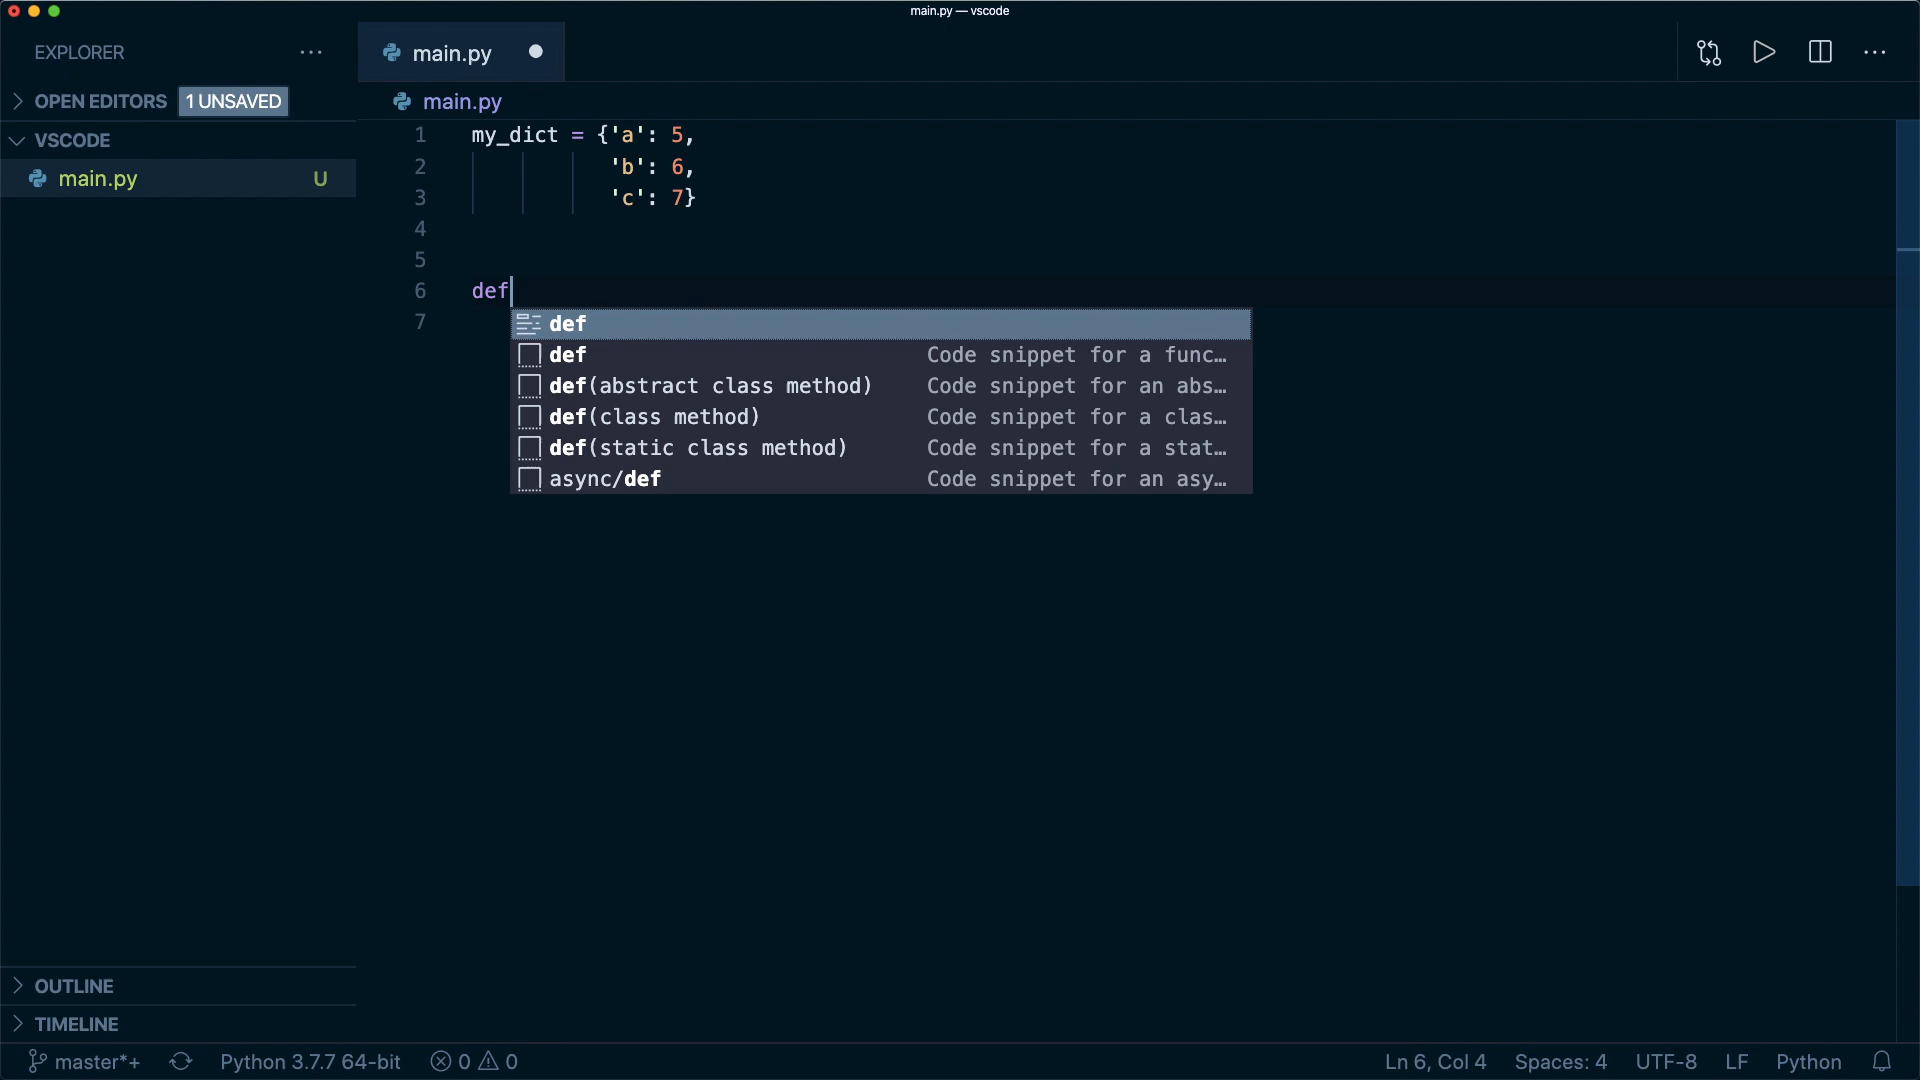 main.py — vscode
EXPLORER
main.py
OPEN EDITORS 1 UNSAVED
main.py
VSCODE
main.py U
1 my_dict = {'a': 5,
2 'b': 6,
3 'c': 7}
4
5
6 def
7
def
def Code snippet for a func…
def(abstract class method) Code snippet for an abs…
def(class method) Code snippet for a clas…
def(static class method) Code snippet for a stat…
async/def Code snippet for an asy…
OUTLINE
TIMELINE
master*+ Python 3.7.7 64-bit 0 0 Ln 6, Col 4 Spaces: 4 UTF-8 LF Python